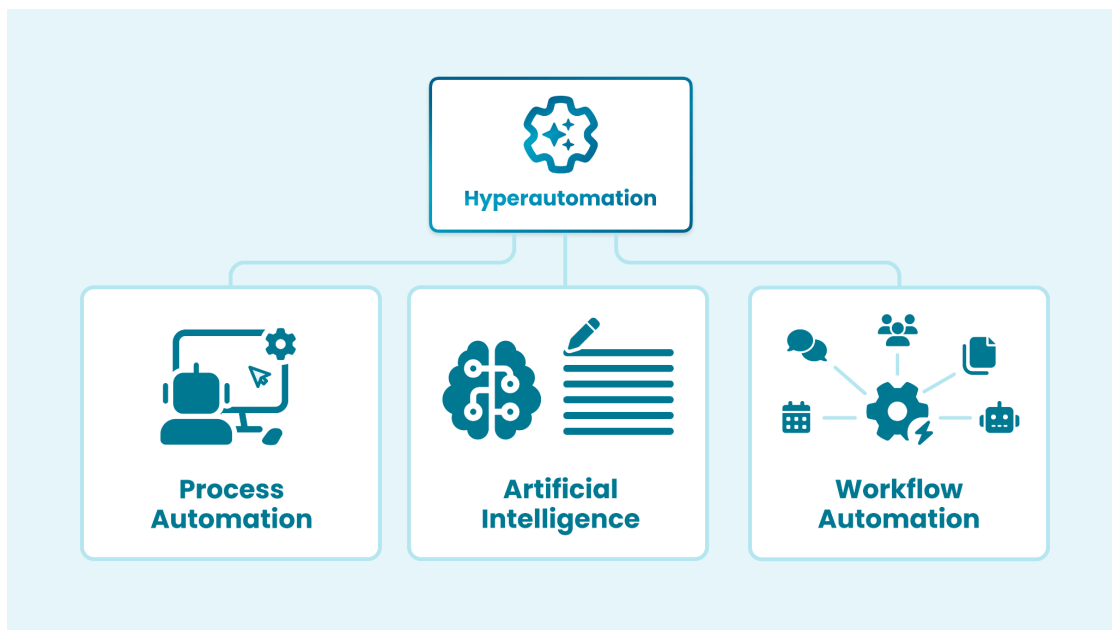 Hyperautomation
Process
Automation
Artificial
Intelligence
Workflow
Automation